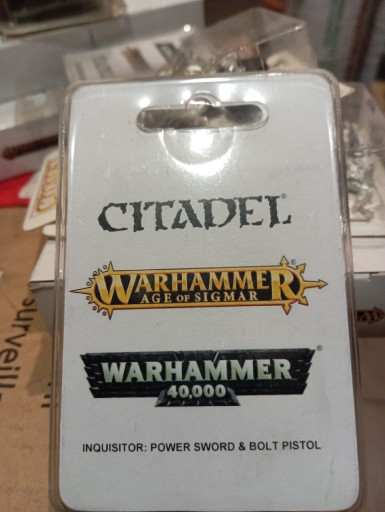 CITADEL®
WARHAMMER®
AGE OF SIGMAR
WARHAMMER®
40,000
INQUISITOR: POWER SWORD & BOLT PISTOL